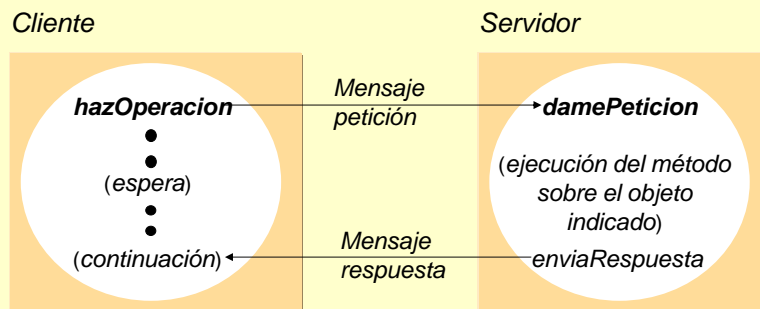 Cliente
Servidor
hazOperacion
Mensaje
petición
damePeticion
(espera)
(ejecución del método
sobre el objeto
indicado)
(continuación)
Mensaje
respuesta
enviaRespuesta